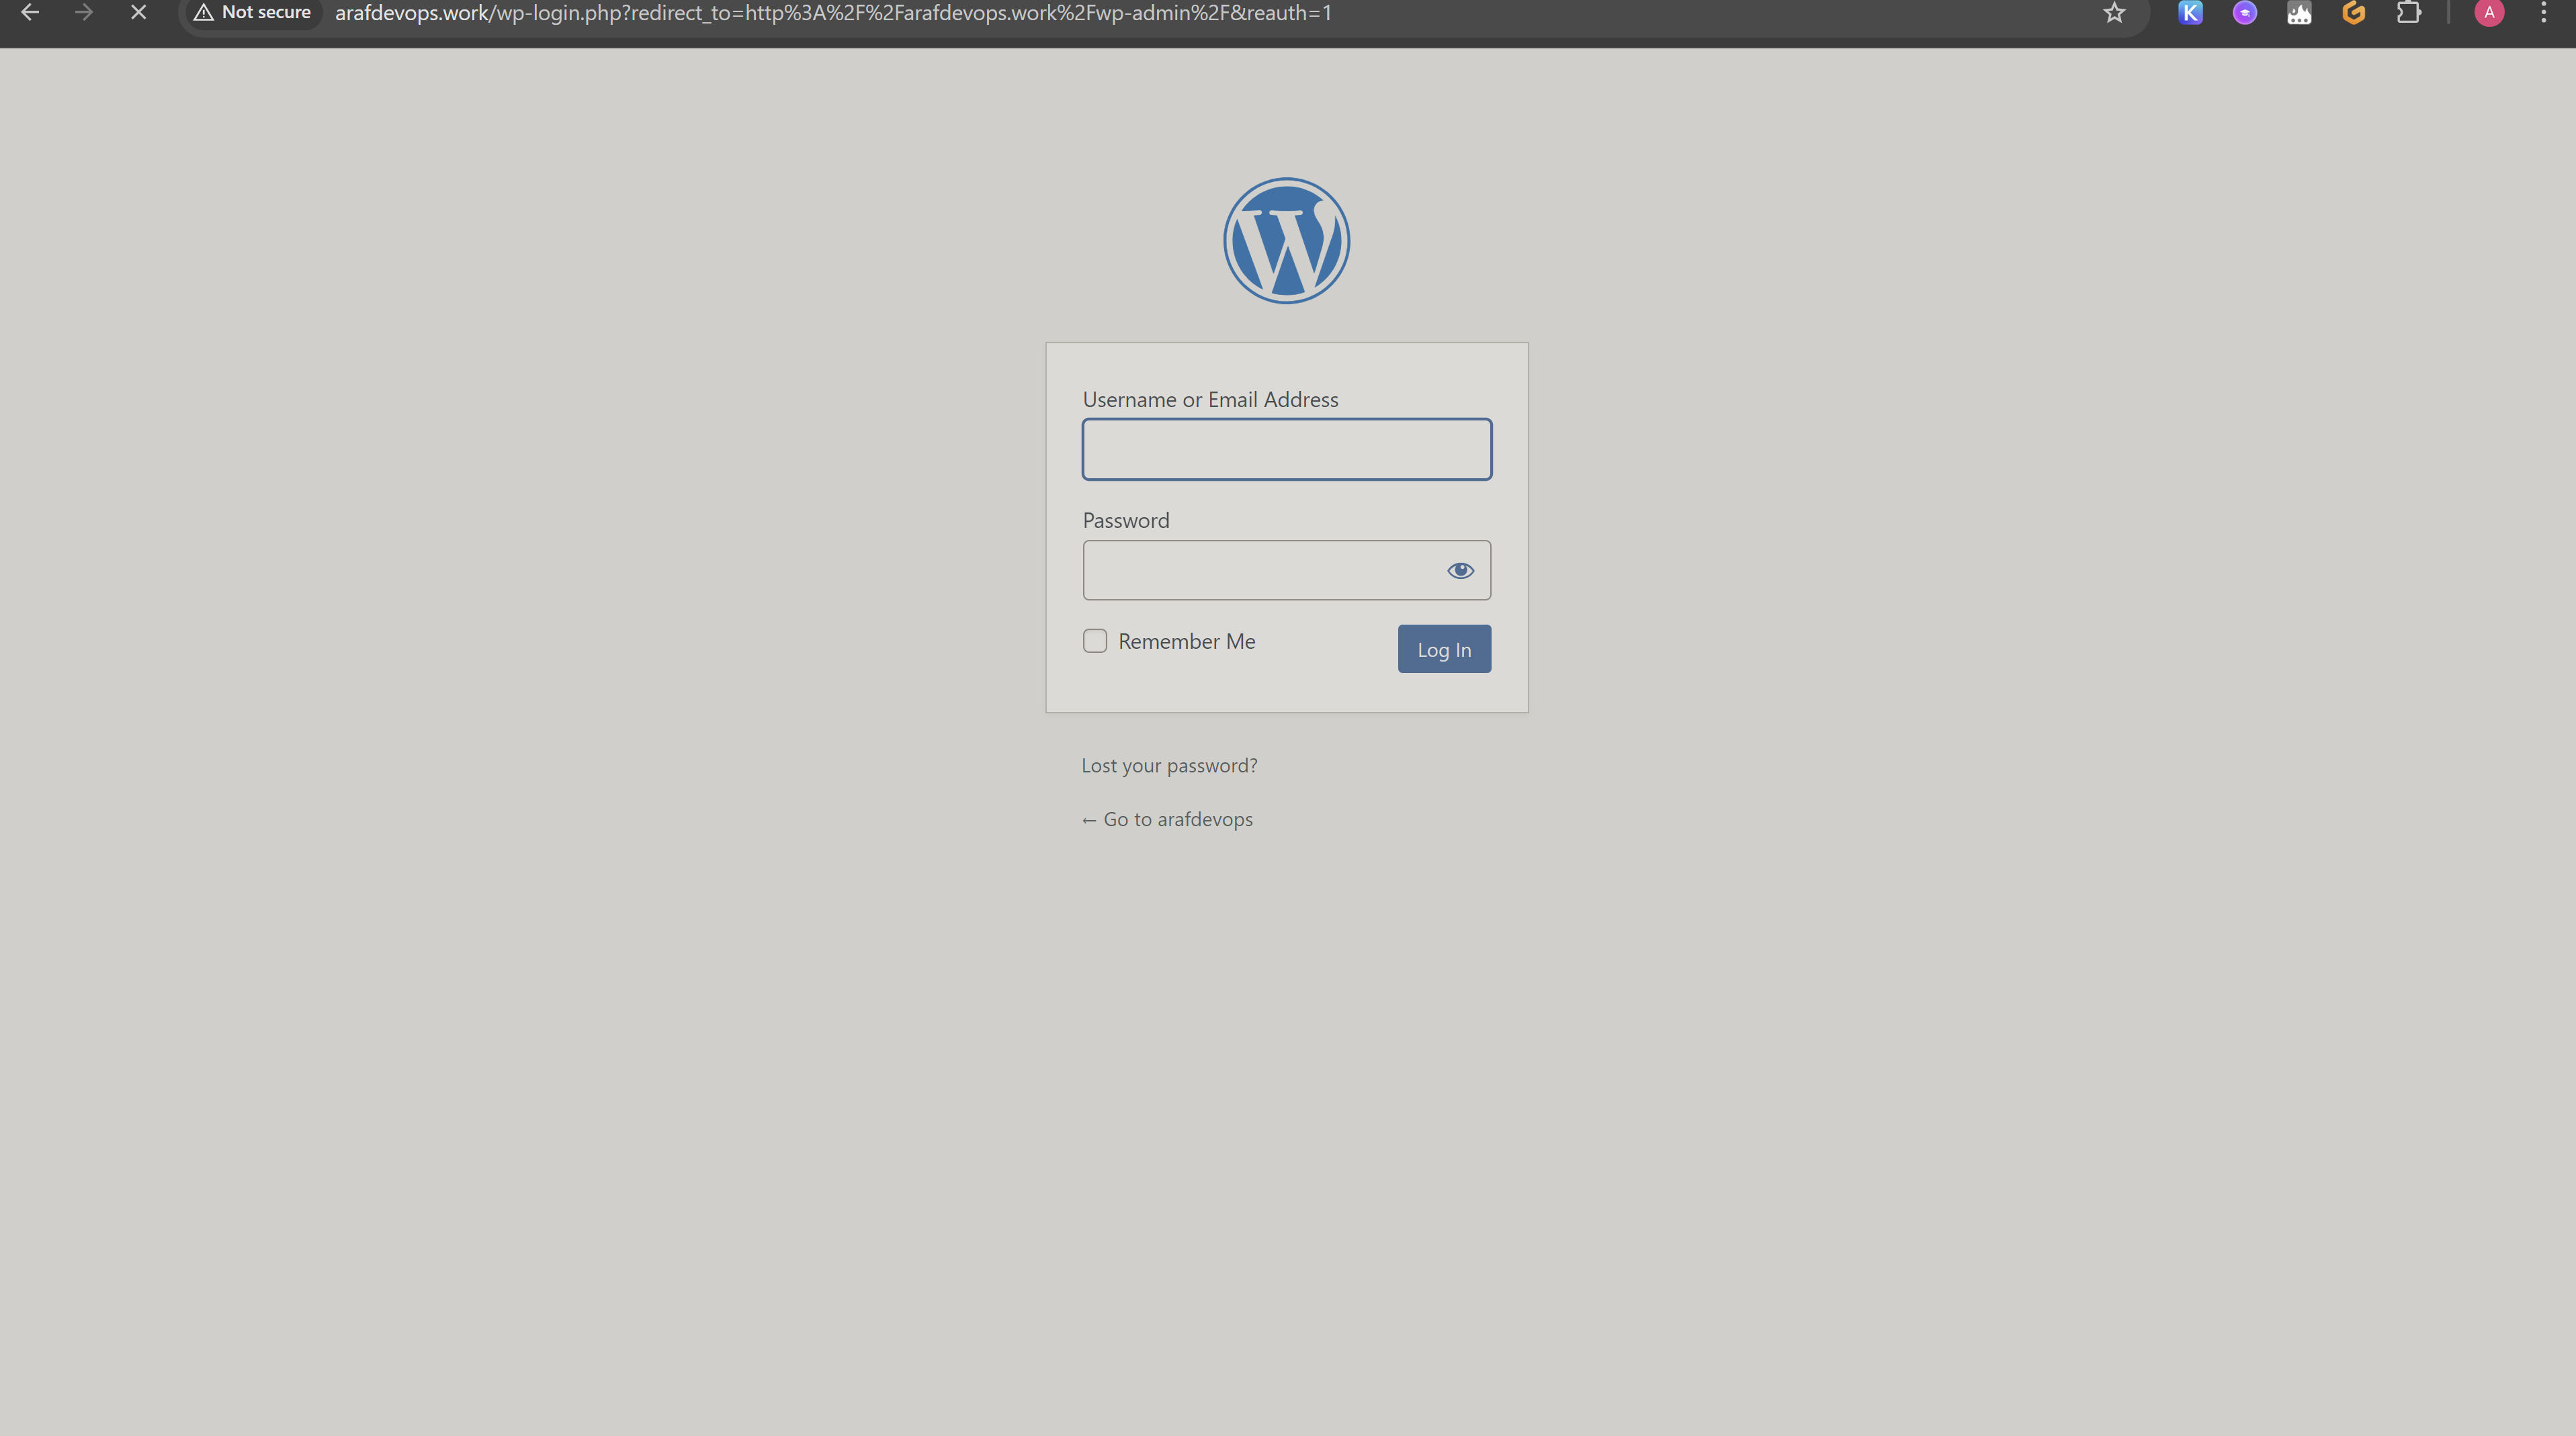 Not secure
arafdevops.work/wp-login.php?redirect_to=http%3A%2F%2Farafdevops.work%2Fwp-admin%2F&reauth=1
K
G
A
W
Username or Email Address
Password
Remember Me
Log In
Lost your password?
← Go to arafdevops